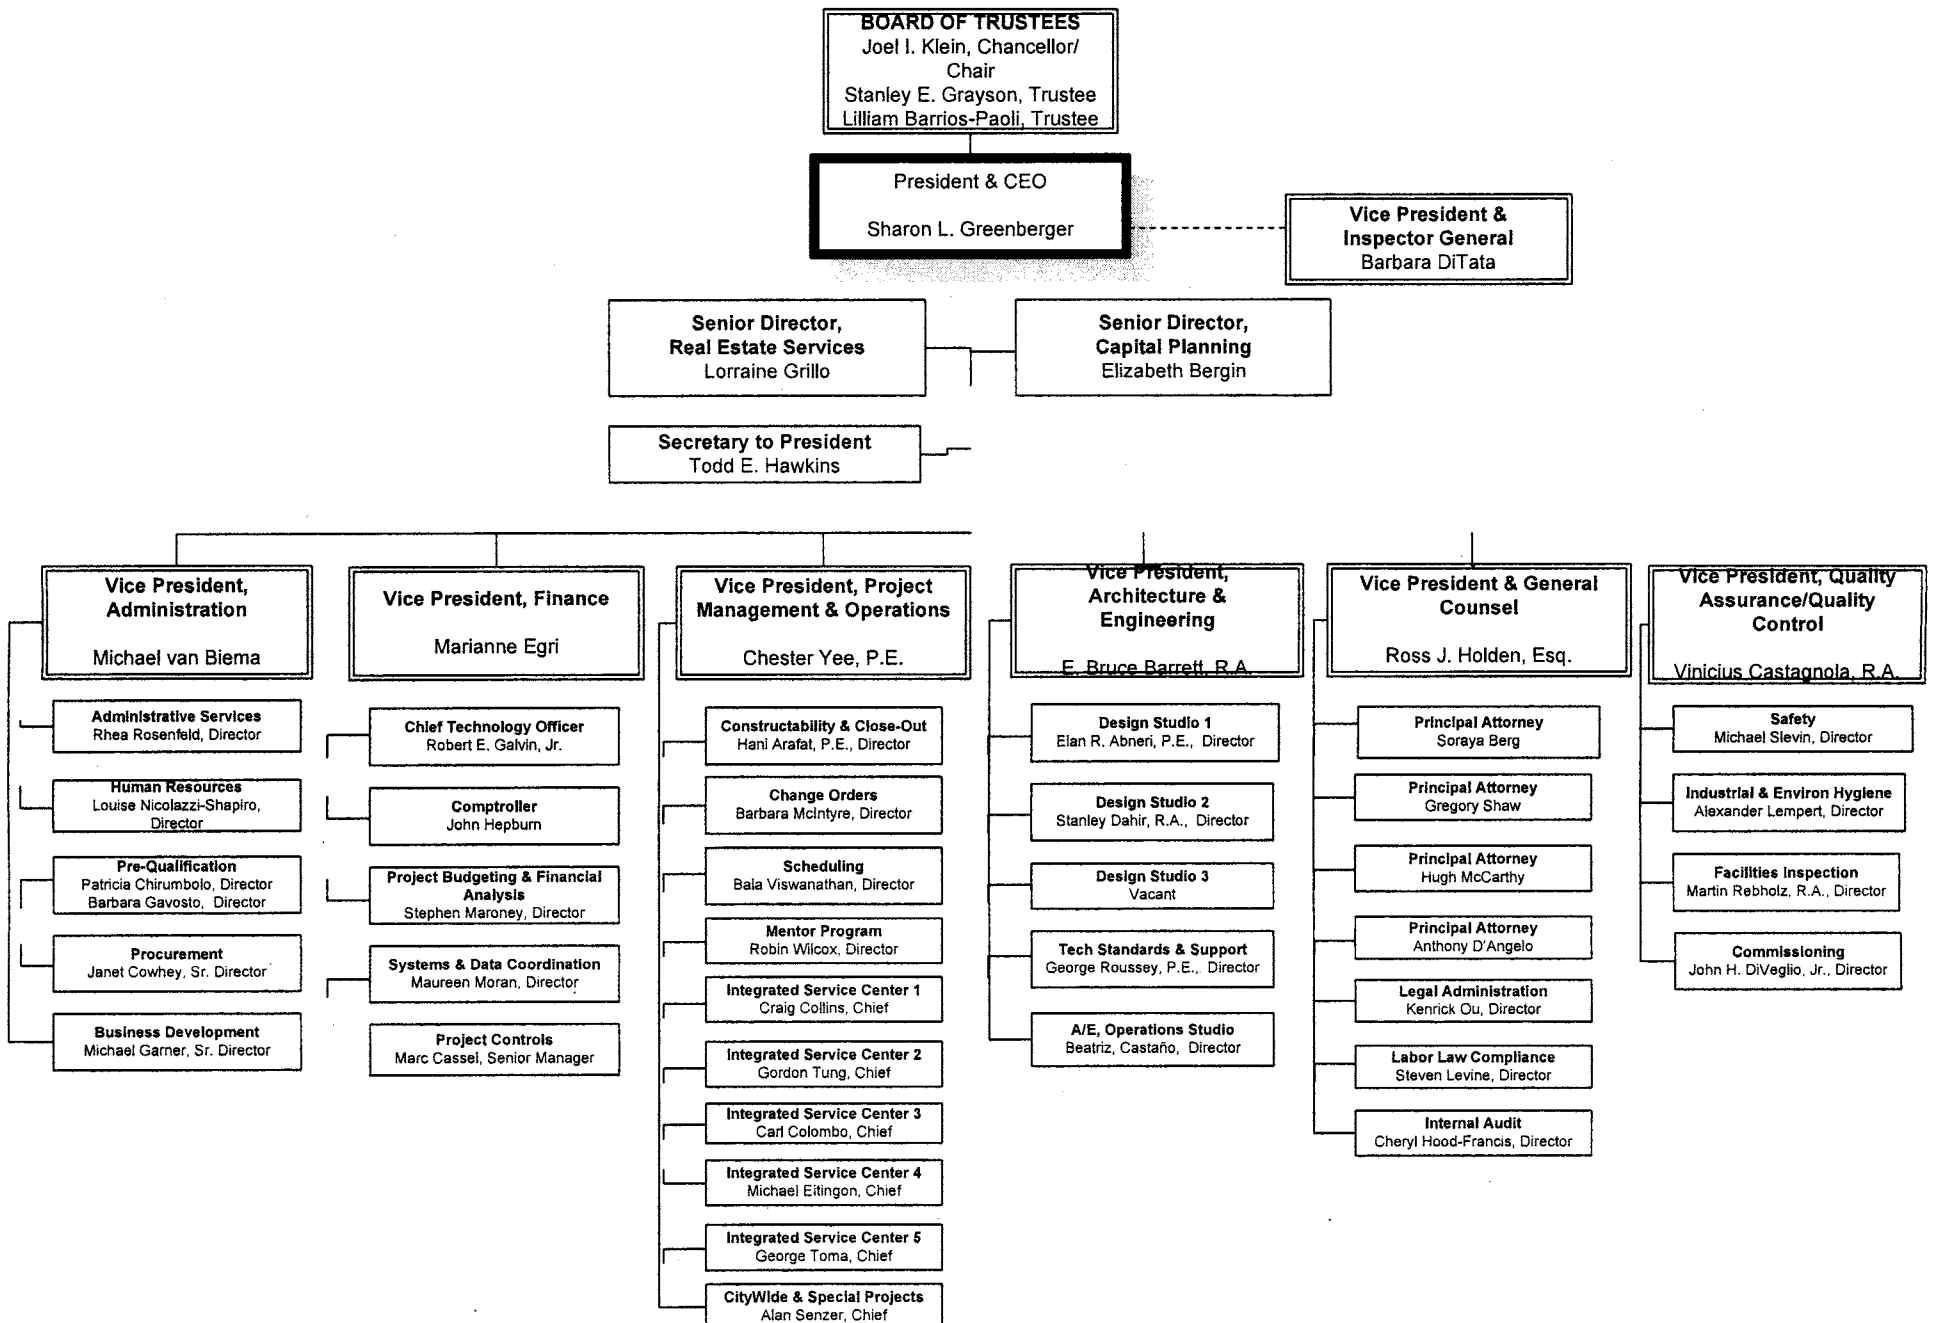 BOARD OF TRUSTEES
Joel I. Klein, Chancellor/
Chair
Stanley E. Grayson, Trustee
Lilliam Barrios-Paoli, Trustee
President & CEO
Sharon L. Greenberger
Vice President &
Inspector General
Barbara DiTata
Senior Director,
Real Estate Services
Lorraine Grillo
Senior Director,
Capital Planning
Elizabeth Bergin
Secretary to President
Todd E. Hawkins
Vice President,
Administration
Michael van Biema
Administrative Services
Rhea Rosenfeld, Director
Human Resources
Louise Nicolazzi-Shapiro,
Director
Pre-Qualification
Patricia Chirumbolo, Director
Barbara Gavosto, Director
Procurement
Janet Cowhey, Sr. Director
Business Development
Michael Garner, Sr. Director
Vice President, Finance
Marianne Egri
Chief Technology Officer
Robert E. Galvin, Jr.
Comptroller
John Hepburn
Project Budgeting & Financial
Analysis
Stephen Maroney, Director
Systems & Data Coordination
Maureen Moran, Director
Project Controls
Marc Cassel, Senior Manager
Vice President, Project
Management & Operations
Chester Yee, P.E.
Constructability & Close-Out
Hani Arafat, P.E., Director
Change Orders
Barbara McIntyre, Director
Scheduling
Bala Viswanathan, Director
Mentor Program
Robin Wilcox, Director
Integrated Service Center 1
Craig Collins, Chief
Integrated Service Center 2
Gordon Tung, Chief
Integrated Service Center 3
Carl Colombo, Chief
Integrated Service Center 4
Michael Eitingon, Chief
Integrated Service Center 5
George Toma, Chief
CityWide & Special Projects
Alan Senzer, Chief
Vice President,
Architecture &
Engineering
E. Bruce Barrett, R.A.
Design Studio 1
Elan R. Abneri, P.E., Director
Design Studio 2
Stanley Dahir, R.A., Director
Design Studio 3
Vacant
Tech Standards & Support
George Roussey, P.E., Director
A/E, Operations Studio
Beatriz, Castaño, Director
Vice President & General
Counsel
Ross J. Holden, Esq.
Principal Attorney
Soraya Berg
Principal Attorney
Gregory Shaw
Principal Attorney
Hugh McCarthy
Principal Attorney
Anthony D'Angelo
Legal Administration
Kenrick Ou, Director
Labor Law Compliance
Steven Levine, Director
Internal Audit
Cheryl Hood-Francis, Director
Vice President, Quality
Assurance/Quality
Control
Vinicius Castagnola, R.A.
Safety
Michael Slevin, Director
Industrial & Environ Hygiene
Alexander Lempert, Director
Facilities Inspection
Martin Rebholz, R.A., Director
Commissioning
John H. DiVeglio, Jr., Director